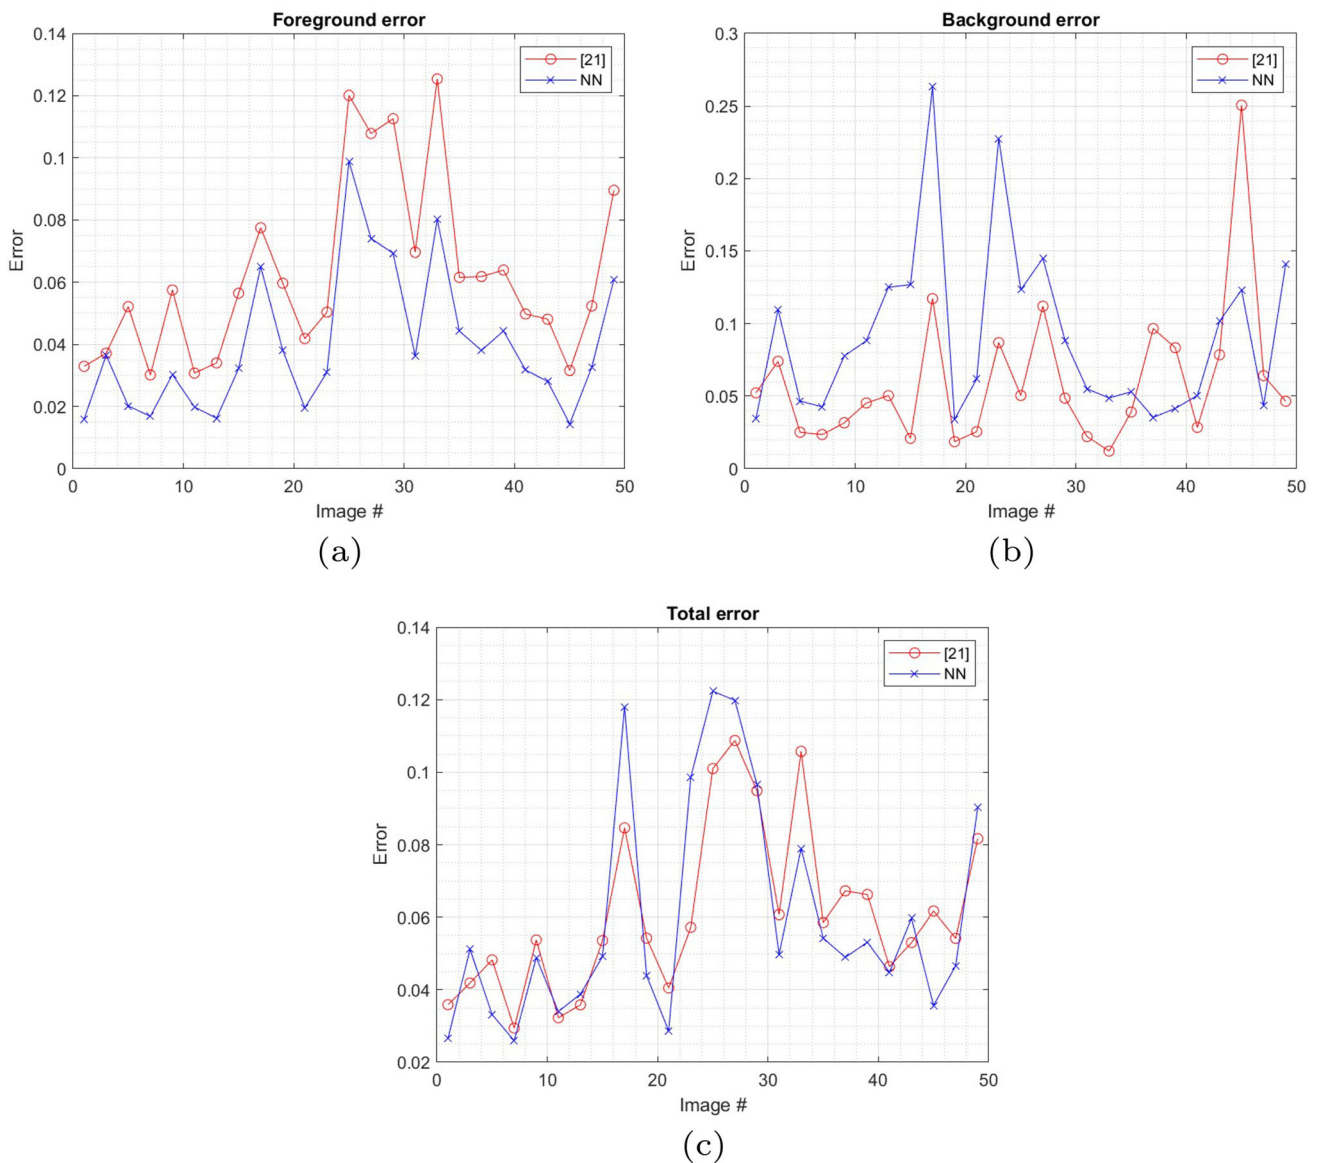 Foreground error
0.14
0.12
0.1
0.08
0.06
0.04
0.02
0
Error
[21]
NN
0 10 20 30 40 50
Image #
(a)
Background error
0.3
0.25
0.2
0.15
0.1
0.05
0
Error
[21]
NN
0 10 20 30 40 50
Image #
(b)
Total error
0.14
0.12
0.1
0.08
0.06
0.04
0.02
Error
[21]
NN
0 10 20 30 40 50
Image #
(c)